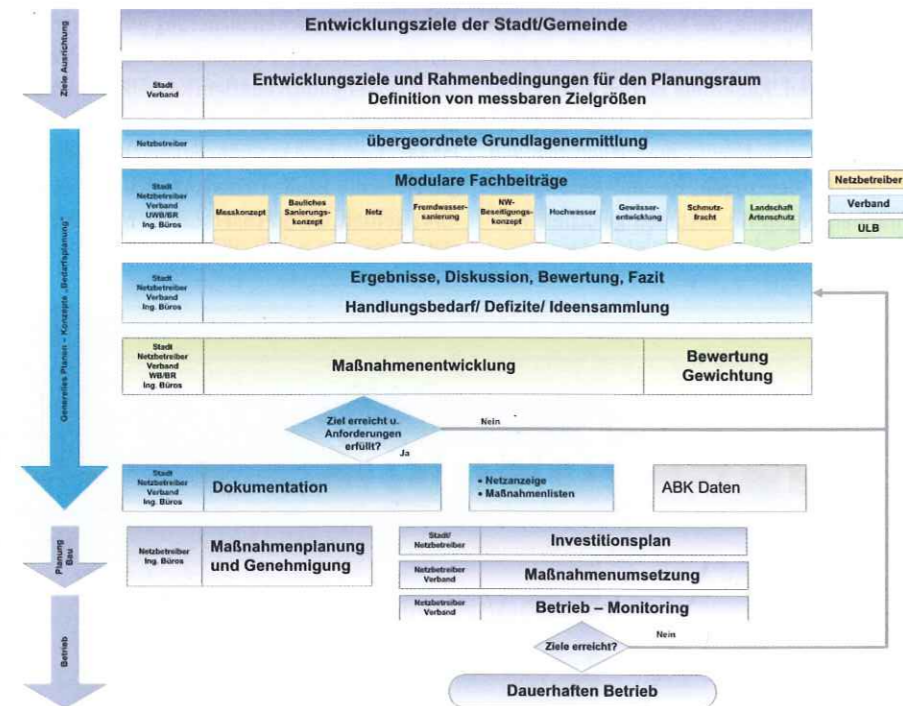 Ziele Ausrichtung
Entwicklungsziele der Stadt/Gemeinde
Stadt
Verband
Entwicklungsziele und Rahmenbedingungen für den Planungsraum
Definition von messbaren Zielgrößen
Generelles Planen – Konzepte „Bedarfsplanung"
Netzbetreiber
übergeordnete Grundlagenermittlung
Stadt
Netzbetreiber
Verband
UWB/BR
Ing. Büros
Modulare Fachbeiträge
Messkonzept
Bauliches
Sanierungs-
konzept
Netz
Fremdwasser-
sanierung
NW-
Beseitigungs-
konzept
Hochwasser
Gewässer-
entwicklung
Schmutz-
fracht
Landschaft
Artenschutz
Netzbetreiber
Verband
ULB
Stadt
Netzbetreiber
Verband
Ing. Büros
Ergebnisse, Diskussion, Bewertung, Fazit
Handlungsbedarf/ Defizite/ Ideensammlung
Stadt
Netzbetreiber
Verband
WB/BR
Ing. Büros
Maßnahmenentwicklung
Bewertung
Gewichtung
Ziel erreicht u.
Anforderungen
erfüllt?
Nein
Ja
Stadt
Netzbetreiber
Verband
Ing. Büros
Dokumentation
• Netzanzeige
• Maßnahmenlisten
ABK Daten
Planung
Bau
Netzbetreiber
Ing. Büros
Maßnahmenplanung
und Genehmigung
Stadt/
Netzbetreiber
Investitionsplan
Netzbetreiber
Verband
Maßnahmenumsetzung
Netzbetreiber
Verband
Betrieb – Monitoring
Betrieb
Ziele erreicht?
Nein
Dauerhaften Betrieb